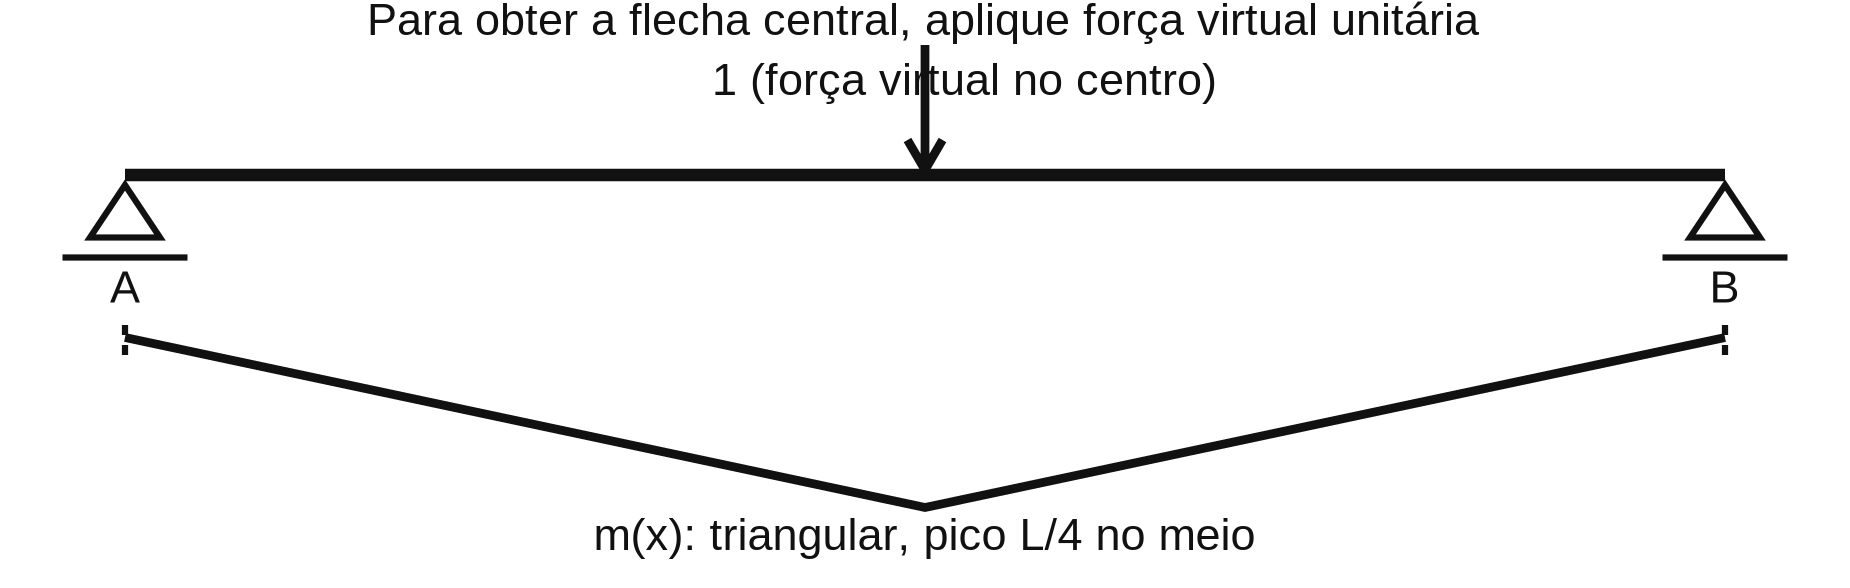 Para obter a flecha central, aplique força virtual unitária
1 (força virtual no centro)
A
B
m(x): triangular, pico L/4 no meio